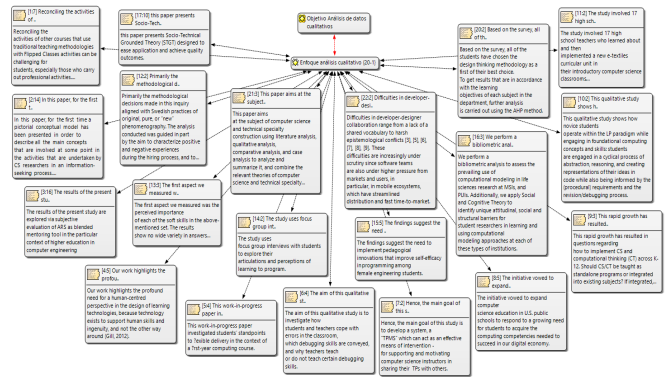 [1:7] Reconciling the activities of...
Reconciling the
activities of other courses that use
traditional teaching methodologies
with Flipped Classes activities can be
challenging for
students, especially those who carry
out professional activities...
[17:10] this paper presents
Socio-Tech..
this paper presents Socio-Technical
Grounded Theory (STGT) designed to
ease application and achieve quality
outcomes.
Objetivo Análisis de datos
cualitativos
Enfoque análisis cualitativo {20-1}
[20:2] Based on the survey, all
of th..
Based on the survey, all of the
students have chosen the
design thinking methodology as a
first of their best choice.
To get results that are in accordance
with the learning
objectives of each subject in the
department, further analysis
is carried out using the AHP method.
[11:2] The study involved 17
high sch..
The study involved 17 high
school teachers who learned
about and then
implemented a new e-textiles
curricular unit in
their introductory computer science
classrooms...
[2:14] In this paper, for the first
t..
In this paper, for the first time a
pictorial conceptual model has
been presented in order to
describe all the main concepts
that are involved at some point in
the activities that are undertaken by
CS researchers in an information-
seeking process...
[12:2] Primarily the
methodological d..
Primarily the methodological
decisions made in this inquiry
aligned with Swedish practices of
original, pure, or 'new'
phenomenography. The analysis
conducted was guided in part
by the aim to characterize positive
and negative experiences
during the hiring process, and to...
[21:3] This paper aims at the
subject..
This paper aims
at the subject of computer science
and technical specialty
construction using literature analysis,
qualitative analysis,
comparative analysis, and case
analysis to analyze and
summarize it, and combine the
relevant theories of computer
science and technical specialty...
[22:2] Difficulties in developer-
desi..
Difficulties in developer-designer
collaboration range from a lack of a
shared vocabulary to harsh
epistemological conflicts [3], [5], [6],
[7], [8], [9]. These
difficulties are increasingly under
scrutiny since software teams
are also under higher pressure from
markets and users, in
particular, in mobile ecosystems,
which have streamlined
distribution and fast time-to-market.
[10:2] This qualitative study
shows h..
This qualitative study shows how
novice students
operate within the LP paradigm while
engaging in foundational computing
concepts and skills: students
are engaged in a cyclical process of
abstraction, reasoning, and creating
representations of their ideas in
code while also being informed by the
[procedural] requirements and the
revision/debugging process.
[16:3] We perform a
bibliometric anal..
We perform a
bibliometric analysis to assess the
prevailing use of
computational modeling in life
sciences research at MSIs, and
PUIs. Additionally, we apply Social
and Cognitive Theory to
identify unique attitudinal, social and
structural barriers for
student researchers in learning and
using computational
modeling approaches at each of
these types of institutions.
[3:16] The results of the present
stu..
The results of the present study are
explored via subjective
evaluation of ARS as blended
mentoring tool in the particular
context of higher education in
computer engineering
[13:5] The first aspect we
measured w..
The first aspect we measured was the
perceived importance
of each of the soft skills in the above-
mentioned set. The results
show no wide variety in answers...
[14:2] The study uses focus
group int..
The study uses
focus group interviews with students
to explore their
articulations and perceptions of
learning to program.
[15:5] The findings suggest the
need ..
The findings suggest the need to
implement pedagogical
innovations that improve self-efficacy
in programming among
female engineering students.
[9:5] This rapid growth has
resulted..
This rapid growth has resulted in
questions regarding
how to implement CS and
computational thinking (CT) across K-
12. Should CS/CT be taught as
standalone programs or integrated
into existing subjects? If integrated,...
[4:5] Our work highlights the
profou..
Our work highlights the profound
need for a human-centred
perspective in the design of learning
technologies, because technology
exists to support human skills and
ingenuity, and not the other way
around (Gill, 2012).
[5:4] This work-in-progress
paper in..
This work-in-progress paper
investigated students' standpoints
to ?exible delivery in the context of
a ?rst-year computing course.
[6:4] The aim of this qualitative
st..
The aim of this qualitative study is to
investigate how
students and teachers cope with
errors in the classroom,
which debugging skills are conveyed,
and why teachers teach
or do not teach certain debugging
skills.
[7:2] Hence, the main goal of
this s..
Hence, the main goal of this study is
to develop a system, a
'TPMS' which can act as an effective
means of intervention -
for supporting and motivating
computer science instructors in
sharing their TPs with others.
[8:5] The initiative vowed to
expand..
The initiative vowed to expand
computer
science education in U.S. public
schools to respond to a growing need
for students to acquire the
computing competencies needed to
succeed in our digital economy.